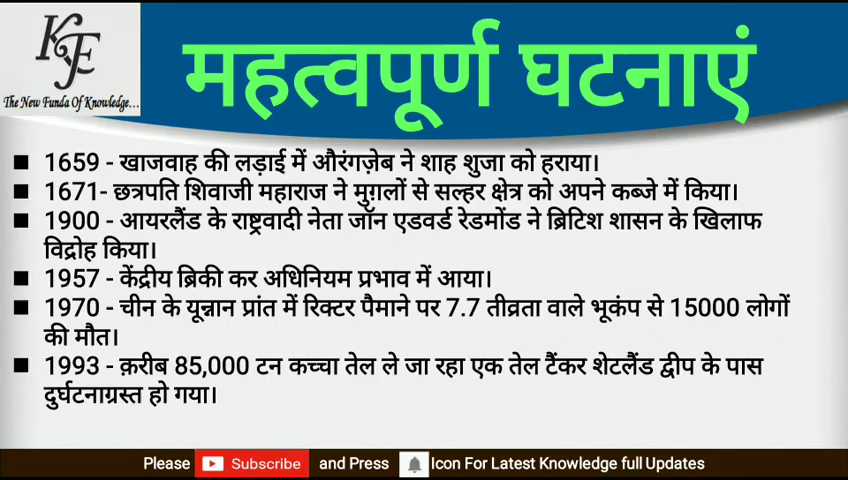 KFE
The New Funda Of Knowledge...
महत्वपूर्ण घटनाएं
■ 1659 - खाजवाह की लड़ाई में औरंगज़ेब ने शाह शुजा को हराया।
■ 1671- छत्रपति शिवाजी महाराज ने मुग़लों से सल्हर क्षेत्र को अपने कब्जे में किया।
■ 1900 - आयरलैंड के राष्ट्रवादी नेता जॉन एडवर्ड रेडमोंड ने ब्रिटिश शासन के खिलाफ
विद्रोह किया।
■ 1957 - केंद्रीय ब्रिकी कर अधिनियम प्रभाव में आया।
■ 1970 - चीन के यून्नान प्रांत में रिक्टर पैमाने पर 7.7 तीव्रता वाले भूकंप से 15000 लोगों
की मौत।
■ 1993 - क़रीब 85,000 टन कच्चा तेल ले जा रहा एक तेल टैंकर शेटलैंड द्वीप के पास
दुर्घटनाग्रस्त हो गया।
Please Subscribe and Press Icon For Latest Knowledge full Updates